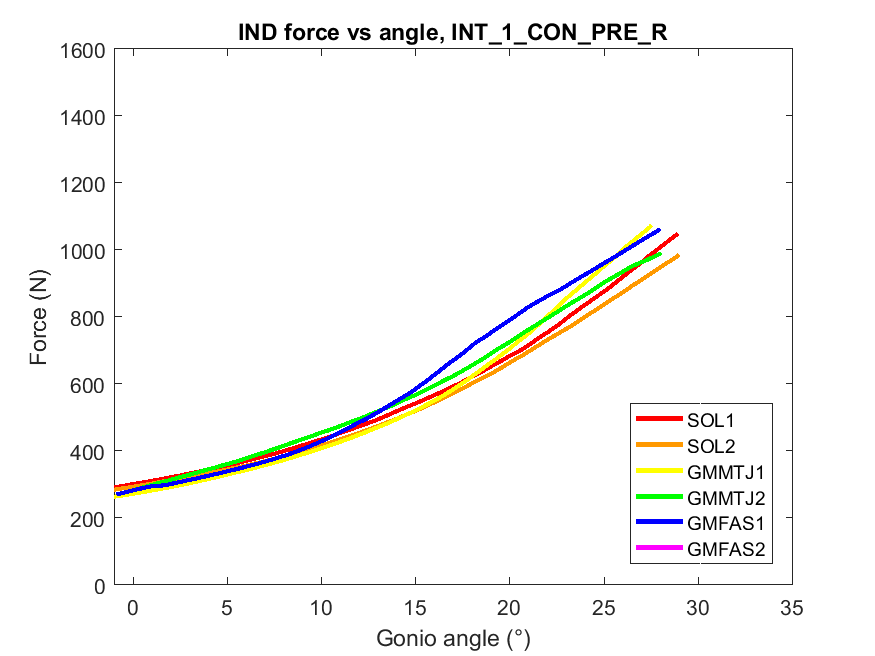 IND force vs angle, INT_1_CON_PRE_R
1600
1400
1200
1000
800
600
400
200
0
Force (N)
SOL1
SOL2
GMMTJ1
GMMTJ2
GMFAS1
GMFAS2
0 5 10 15 20 25 30 35
Gonio angle (°)